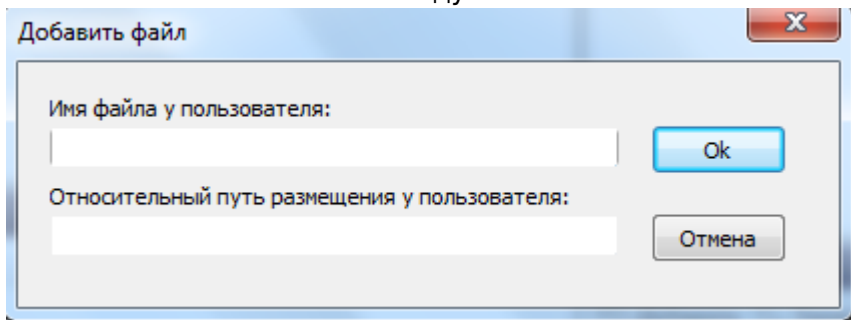 Добавить файл
Имя файла у пользователя:
Ok
Относительный путь размещения у пользователя:
Отмена